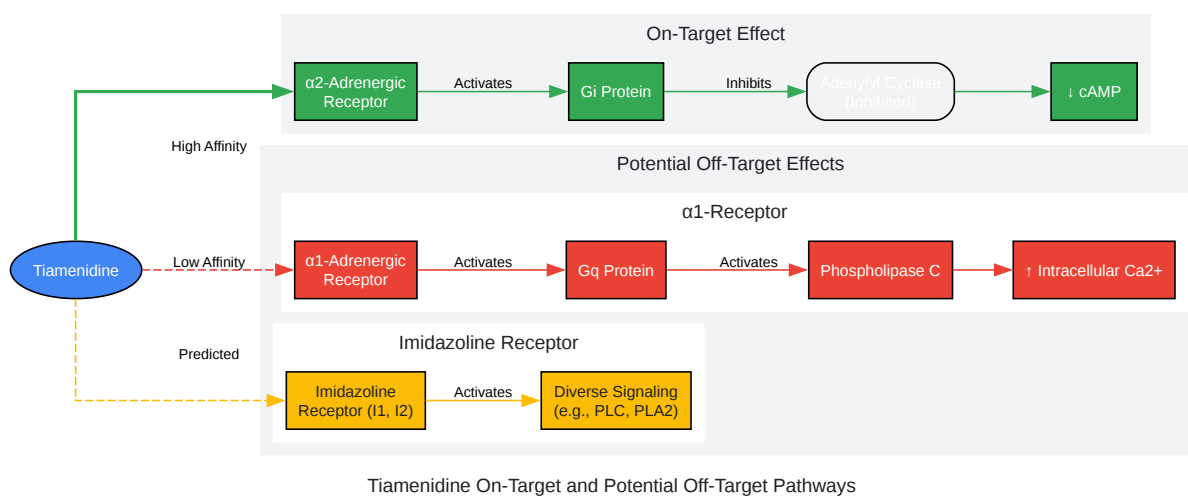 On-Target Effect
α2-Adrenergic
Receptor
Activates
Gi Protein
Inhibits
Adenylyl Cyclase
(Inhibited)
↓ cAMP
High Affinity
Potential Off-Target Effects
α1-Receptor
Tiamenidine
Low Affinity
α1-Adrenergic
Receptor
Activates
Gq Protein
Activates
Phospholipase C
↑ Intracellular Ca2+
Predicted
Imidazoline Receptor
Imidazoline
Receptor (I1, I2)
Activates
Diverse Signaling
(e.g., PLC, PLA2)
Tiamenidine On-Target and Potential Off-Target Pathways